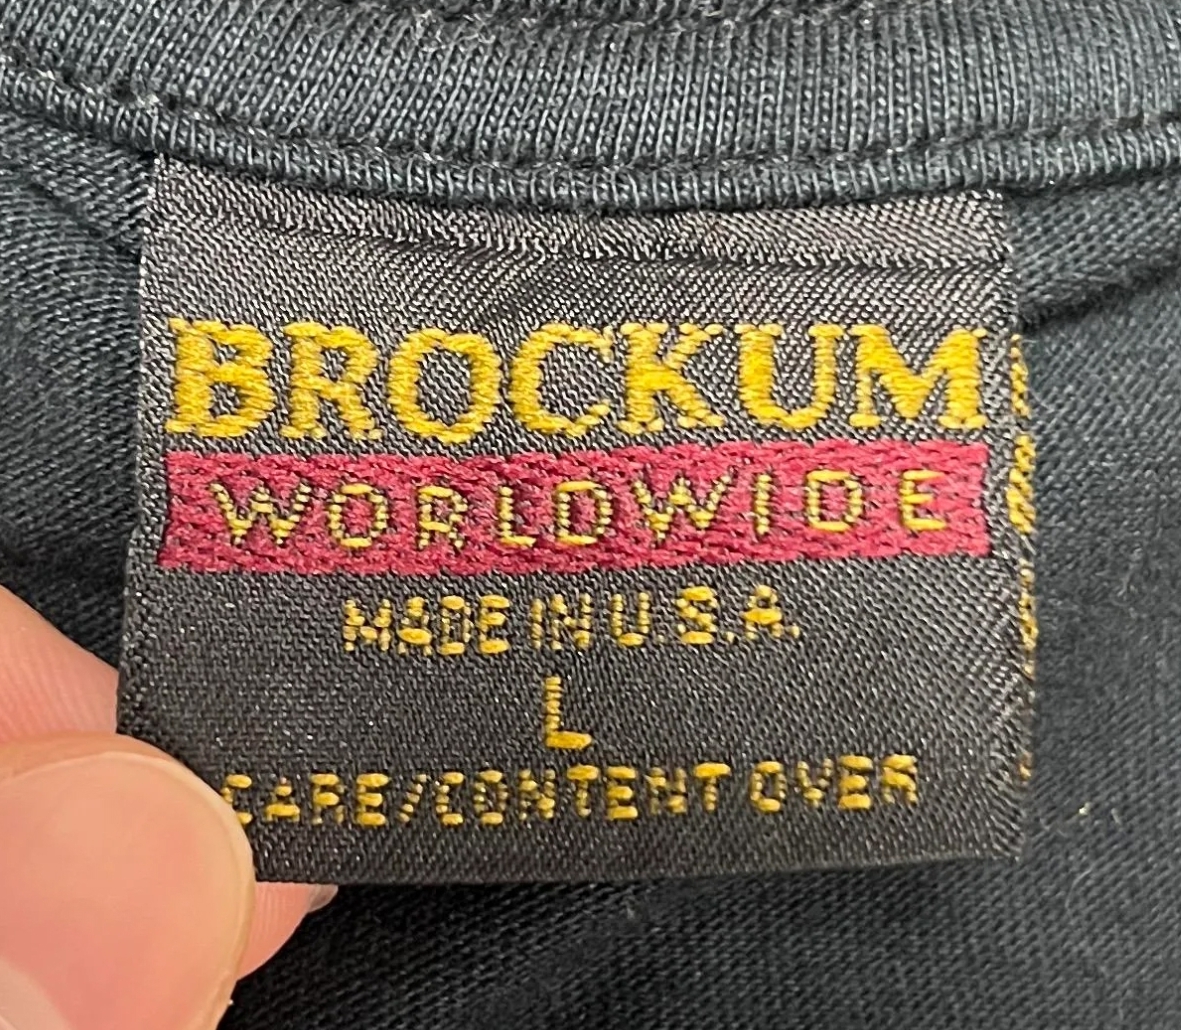 BROCKUM
WORLDWIDE
MADE IN U.S.A.
L
CARE/CONTENT OVER